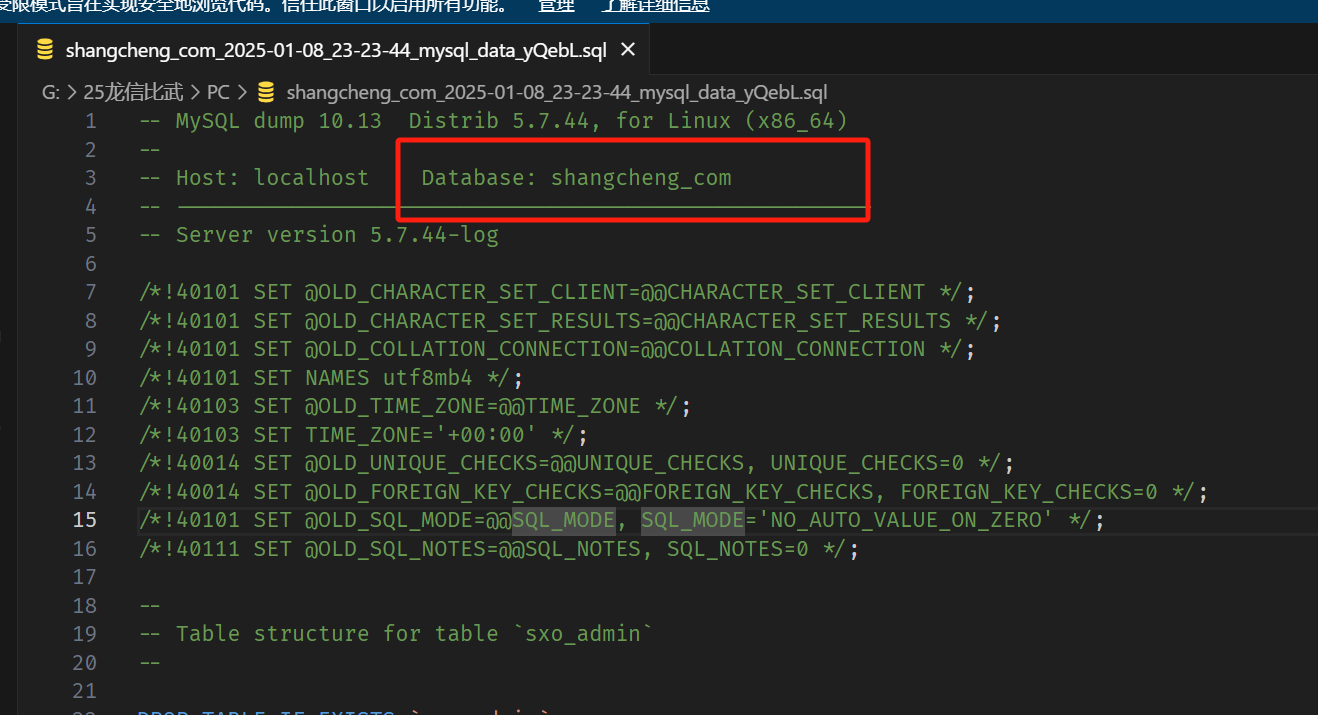 受限模式旨在实现安全地浏览代码。信任此窗口以启用所有功能。 管理 了解详细信息
shangcheng_com_2025-01-08_23-23-44_mysql_data_yQebL.sql ×
G: > 25龙信比武 > PC > shangcheng_com_2025-01-08_23-23-44_mysql_data_yQebL.sql
1 -- MySQL dump 10.13  Distrib 5.7.44, for Linux (x86_64)
2 --
3 -- Host: localhost    Database: shangcheng_com
4 -- ------------------------------------------------------
5 -- Server version 5.7.44-log
6
7 /*!40101 SET @OLD_CHARACTER_SET_CLIENT=@@CHARACTER_SET_CLIENT */;
8 /*!40101 SET @OLD_CHARACTER_SET_RESULTS=@@CHARACTER_SET_RESULTS */;
9 /*!40101 SET @OLD_COLLATION_CONNECTION=@@COLLATION_CONNECTION */;
10 /*!40101 SET NAMES utf8mb4 */;
11 /*!40103 SET @OLD_TIME_ZONE=@@TIME_ZONE */;
12 /*!40103 SET TIME_ZONE='+00:00' */;
13 /*!40014 SET @OLD_UNIQUE_CHECKS=@@UNIQUE_CHECKS, UNIQUE_CHECKS=0 */;
14 /*!40014 SET @OLD_FOREIGN_KEY_CHECKS=@@FOREIGN_KEY_CHECKS, FOREIGN_KEY_CHECKS=0 */;
15 /*!40101 SET @OLD_SQL_MODE=@@SQL_MODE, SQL_MODE='NO_AUTO_VALUE_ON_ZERO' */;
16 /*!40111 SET @OLD_SQL_NOTES=@@SQL_NOTES, SQL_NOTES=0 */;
17
18 --
19 -- Table structure for table `sxo_admin`
20 --
21
22 DROP TABLE IF EXISTS